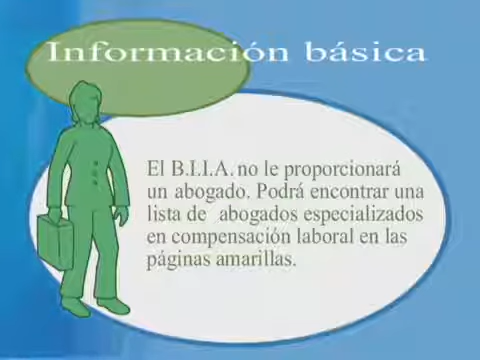 Información básica
El B.I.I.A. no le proporcionará
un abogado. Podrá encontrar una
lista de abogados especializados
en compensación laboral en las
páginas amarillas.